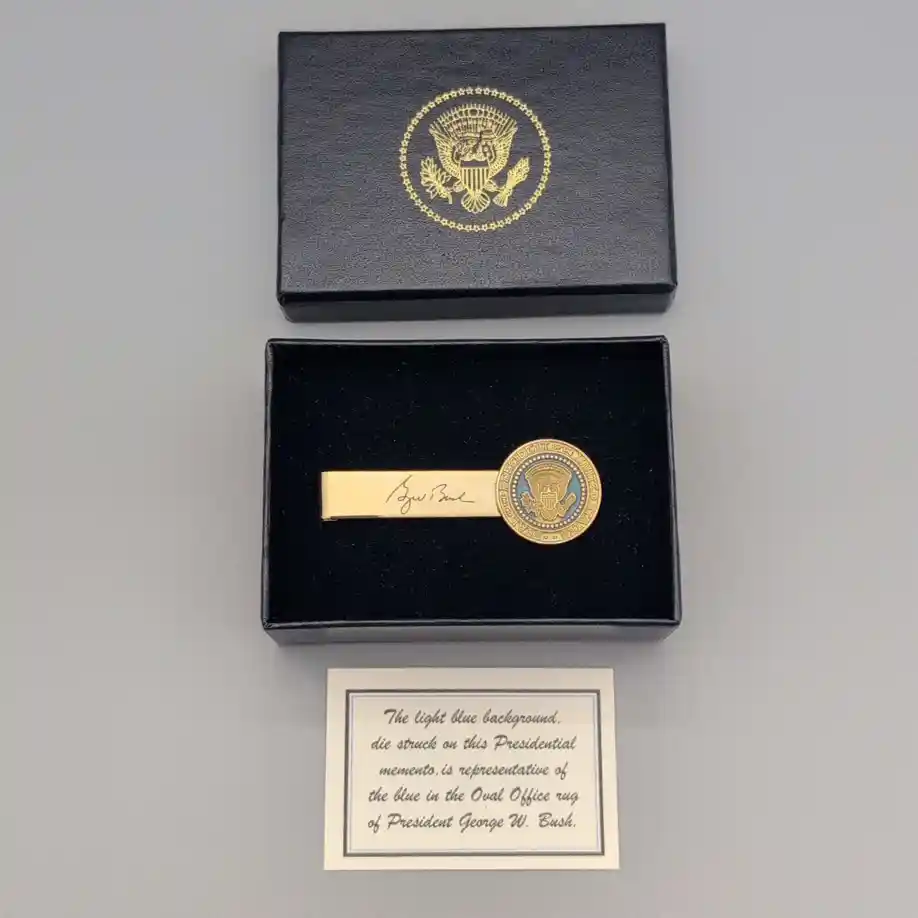 The light blue background,
die struck on this Presidential
memento, is representative of
the blue in the Oval Office rug
of President George W. Bush.